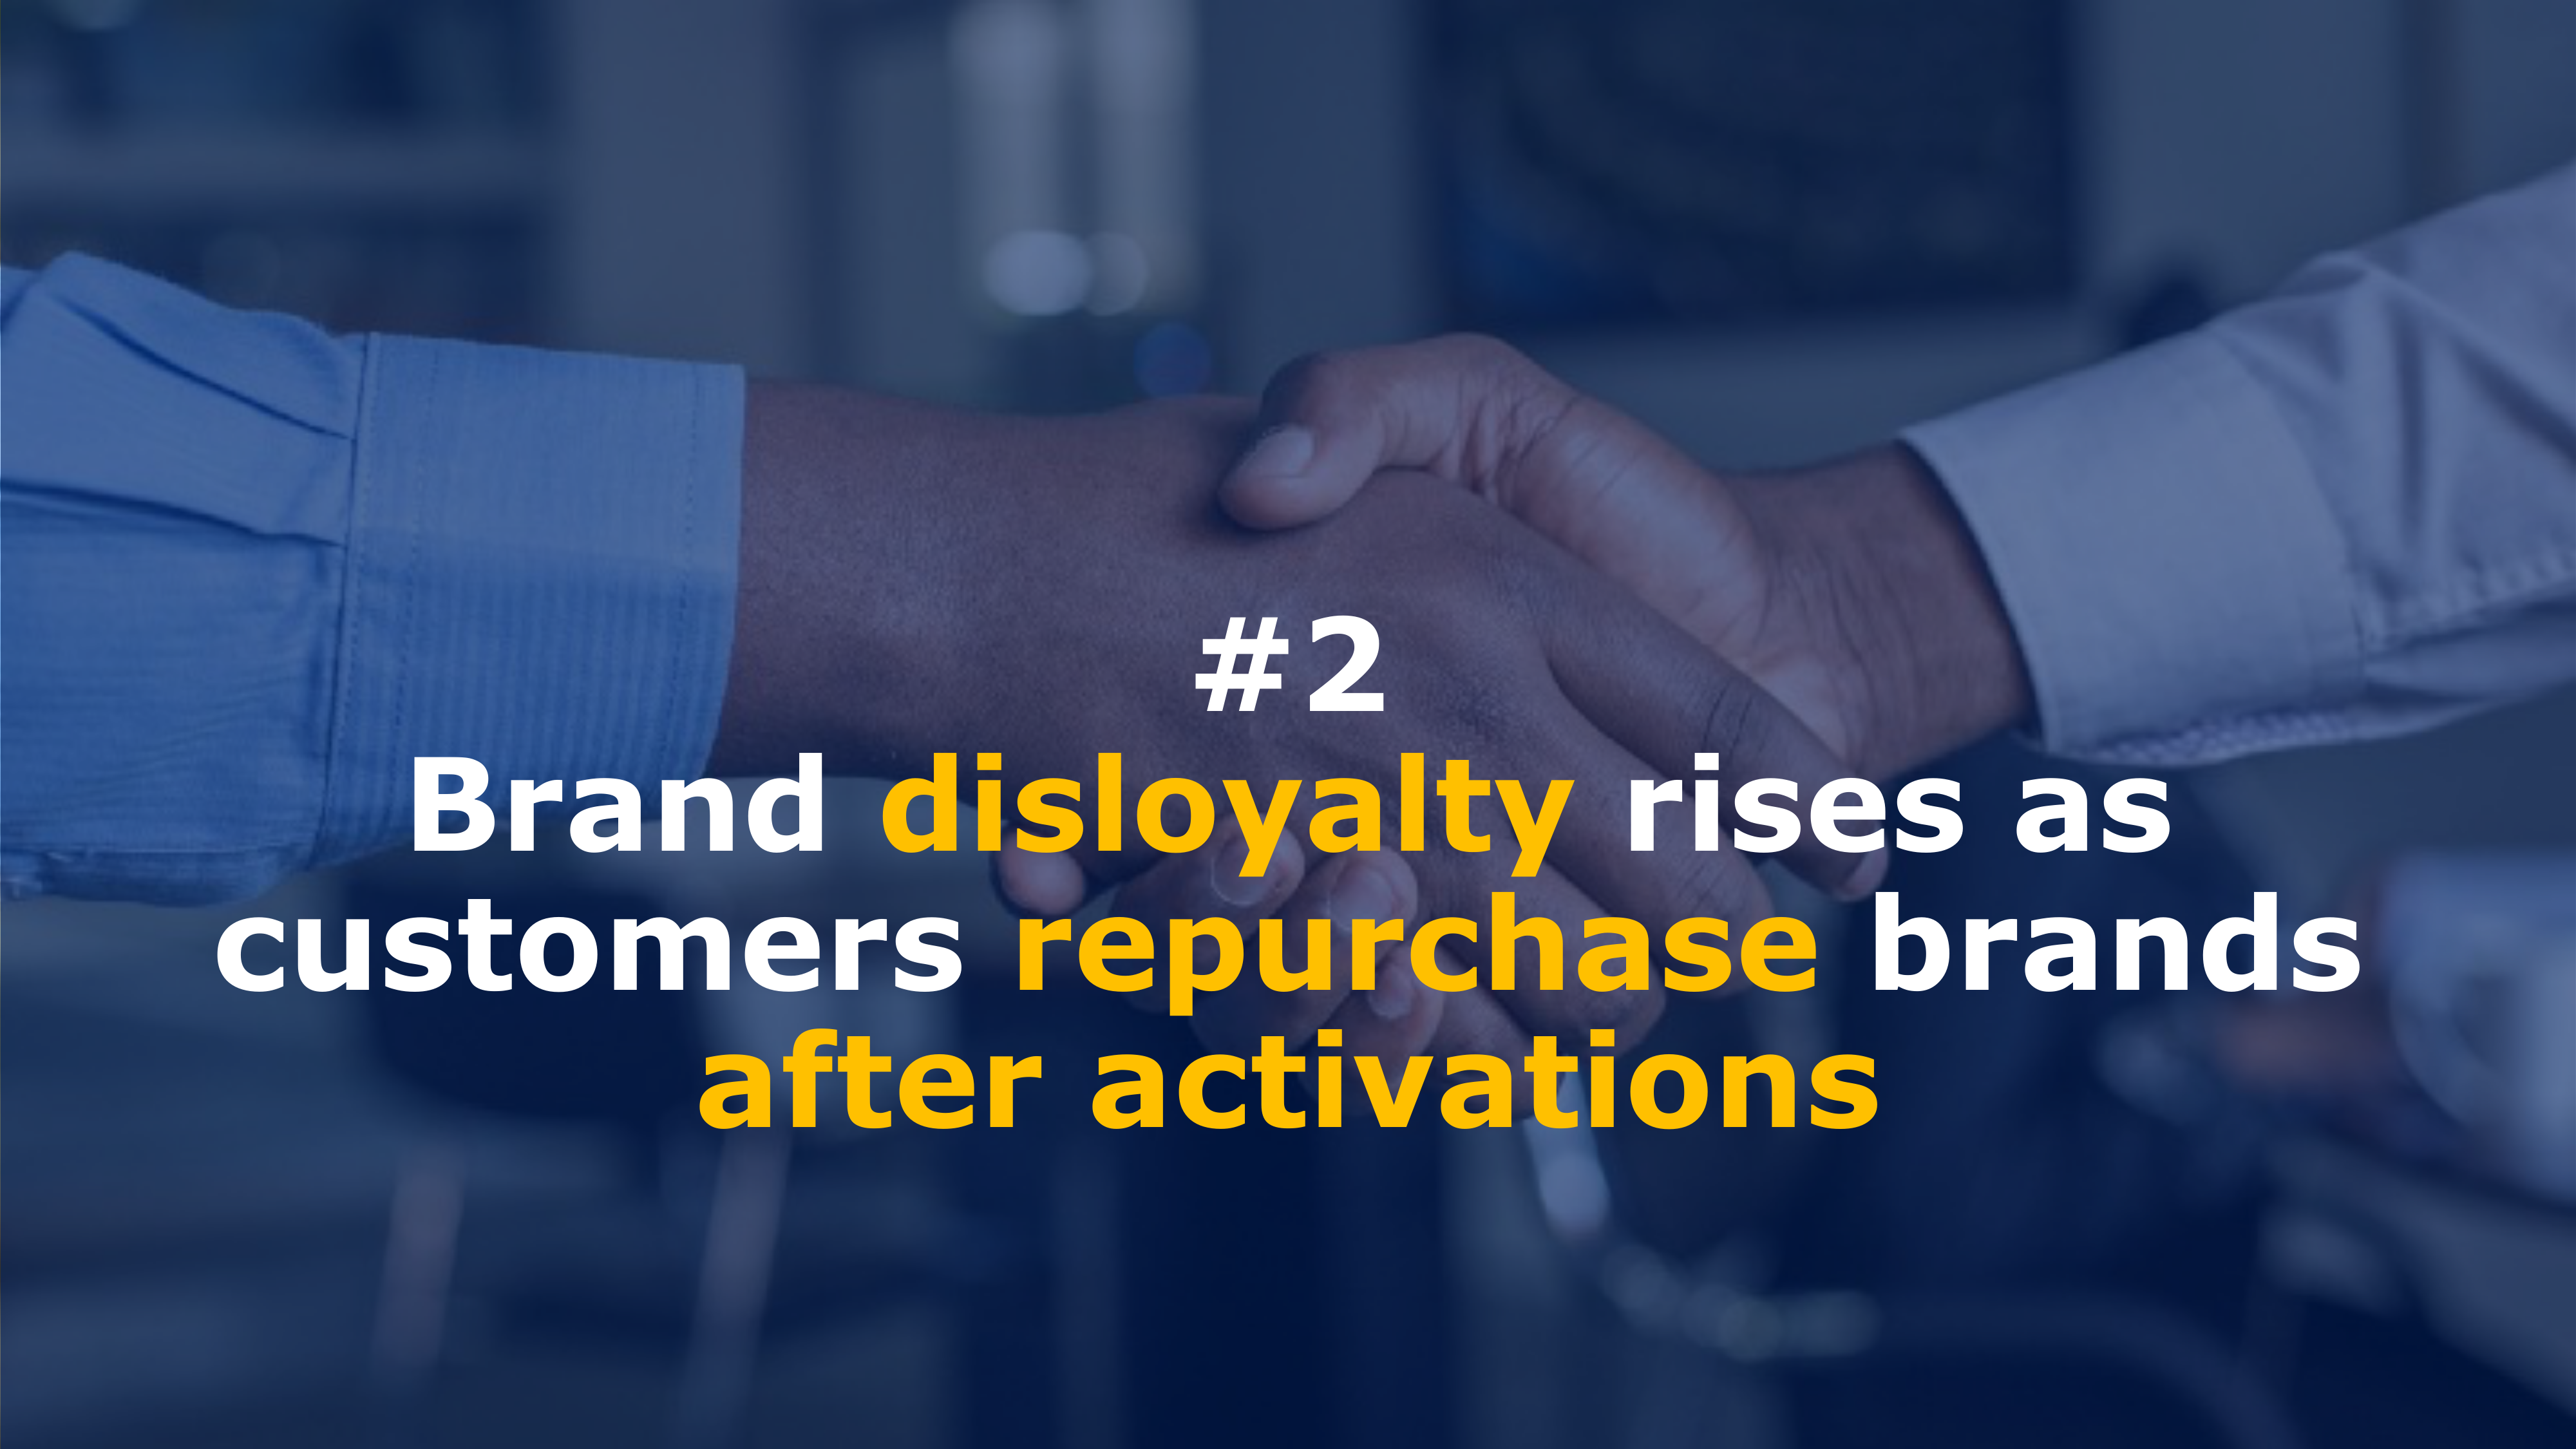 #2
Brand disloyalty rises as
customers repurchase brands
after activations